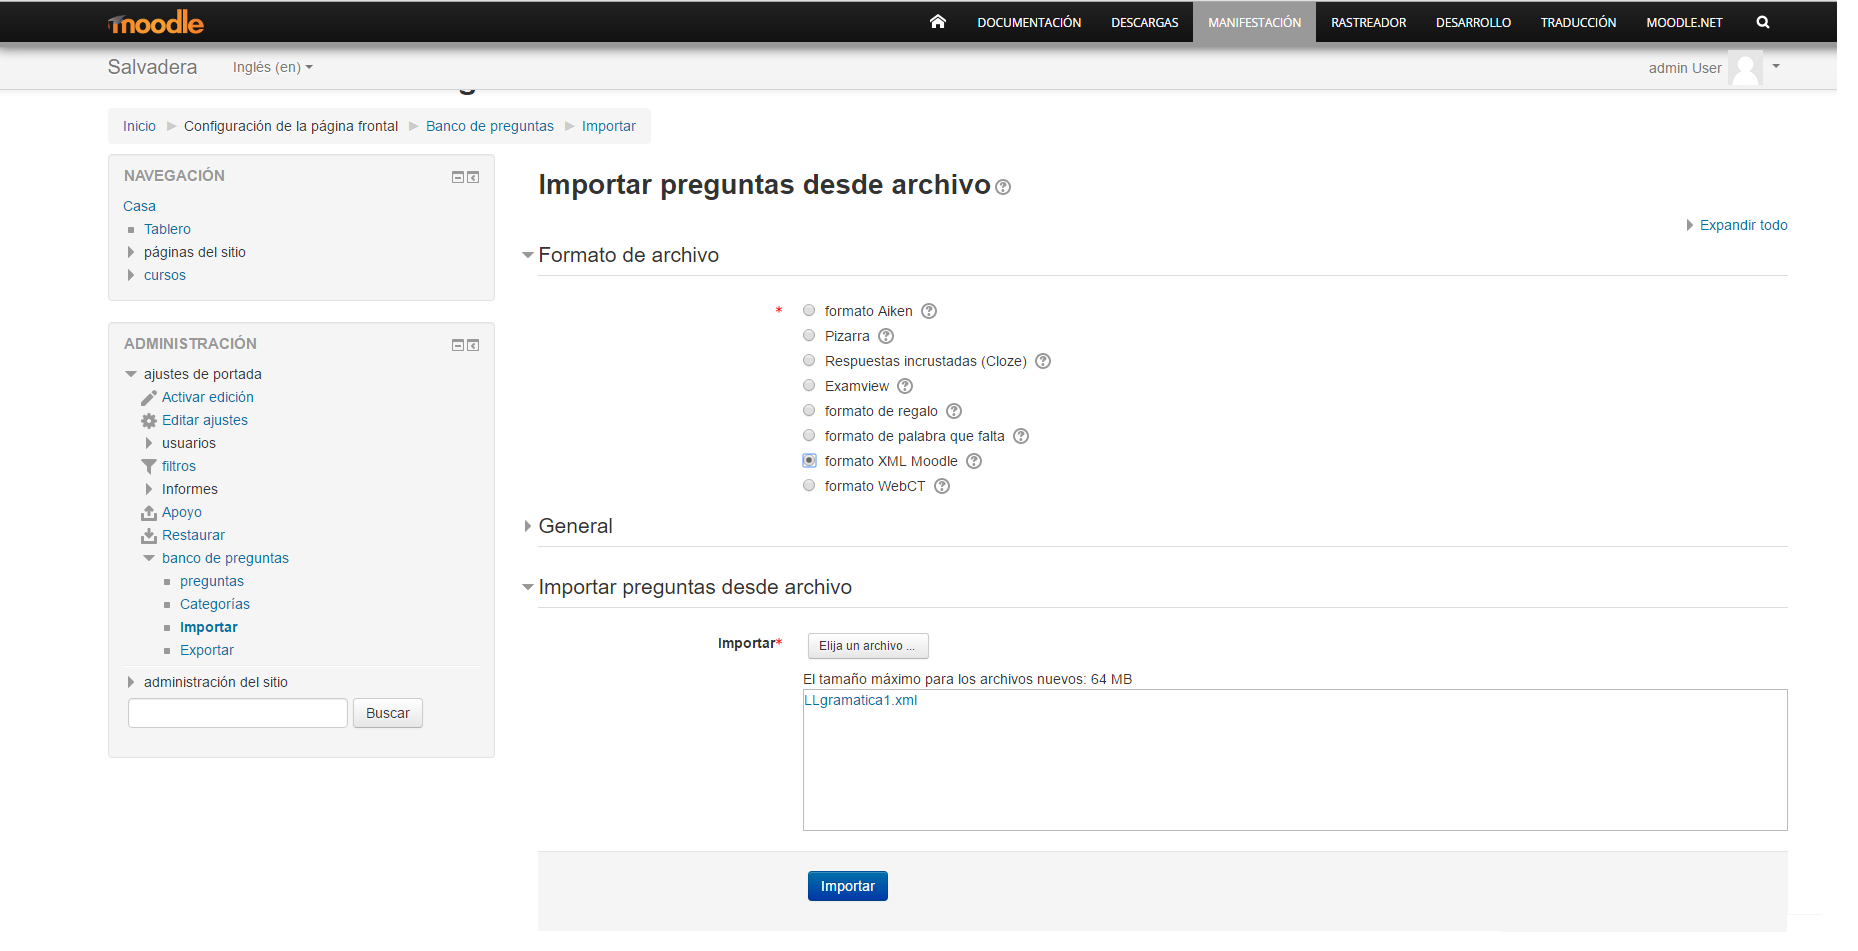 moodle
DOCUMENTACIÓN DESCARGAS MANIFESTACIÓN RASTREADOR DESARROLLO TRADUCCIÓN MOODLE.NET
Salvadera Inglés (en) admin User
Inicio Configuración de la página frontal Banco de preguntas Importar
NAVEGACIÓN
Casa
Tablero
páginas del sitio
cursos
ADMINISTRACIÓN
ajustes de portada
Activar edición
Editar ajustes
usuarios
filtros
Informes
Apoyo
Restaurar
banco de preguntas
preguntas
Categorías
Importar
Exportar
administración del sitio
Buscar
Importar preguntas desde archivo
Expandir todo
Formato de archivo
* formato Aiken
Pizarra
Respuestas incrustadas (Cloze)
Examview
formato de regalo
formato de palabra que falta
formato XML Moodle
formato WebCT
General
Importar preguntas desde archivo
Importar* Elija un archivo ...
El tamaño máximo para los archivos nuevos: 64 MB
LLgramatica1.xml
Importar